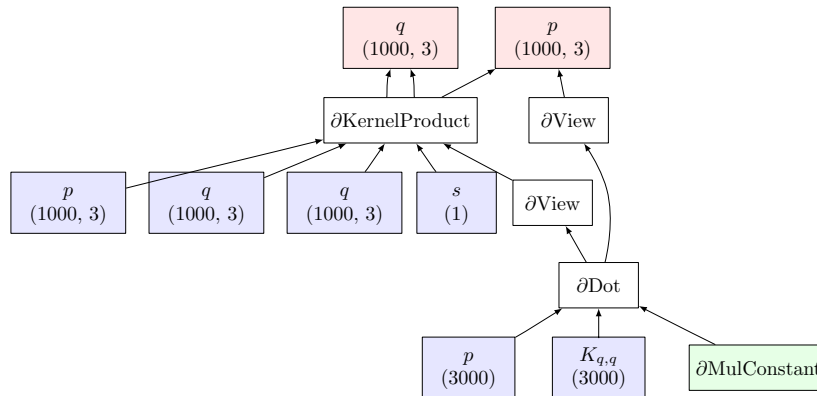 q
(1000, 3)
p
(1000, 3)
∂KernelProduct
∂View
p
(1000, 3)
q
(1000, 3)
q
(1000, 3)
s
(1)
∂View
∂Dot
p
(3000)
K_{q,q}
(3000)
∂MulConstant